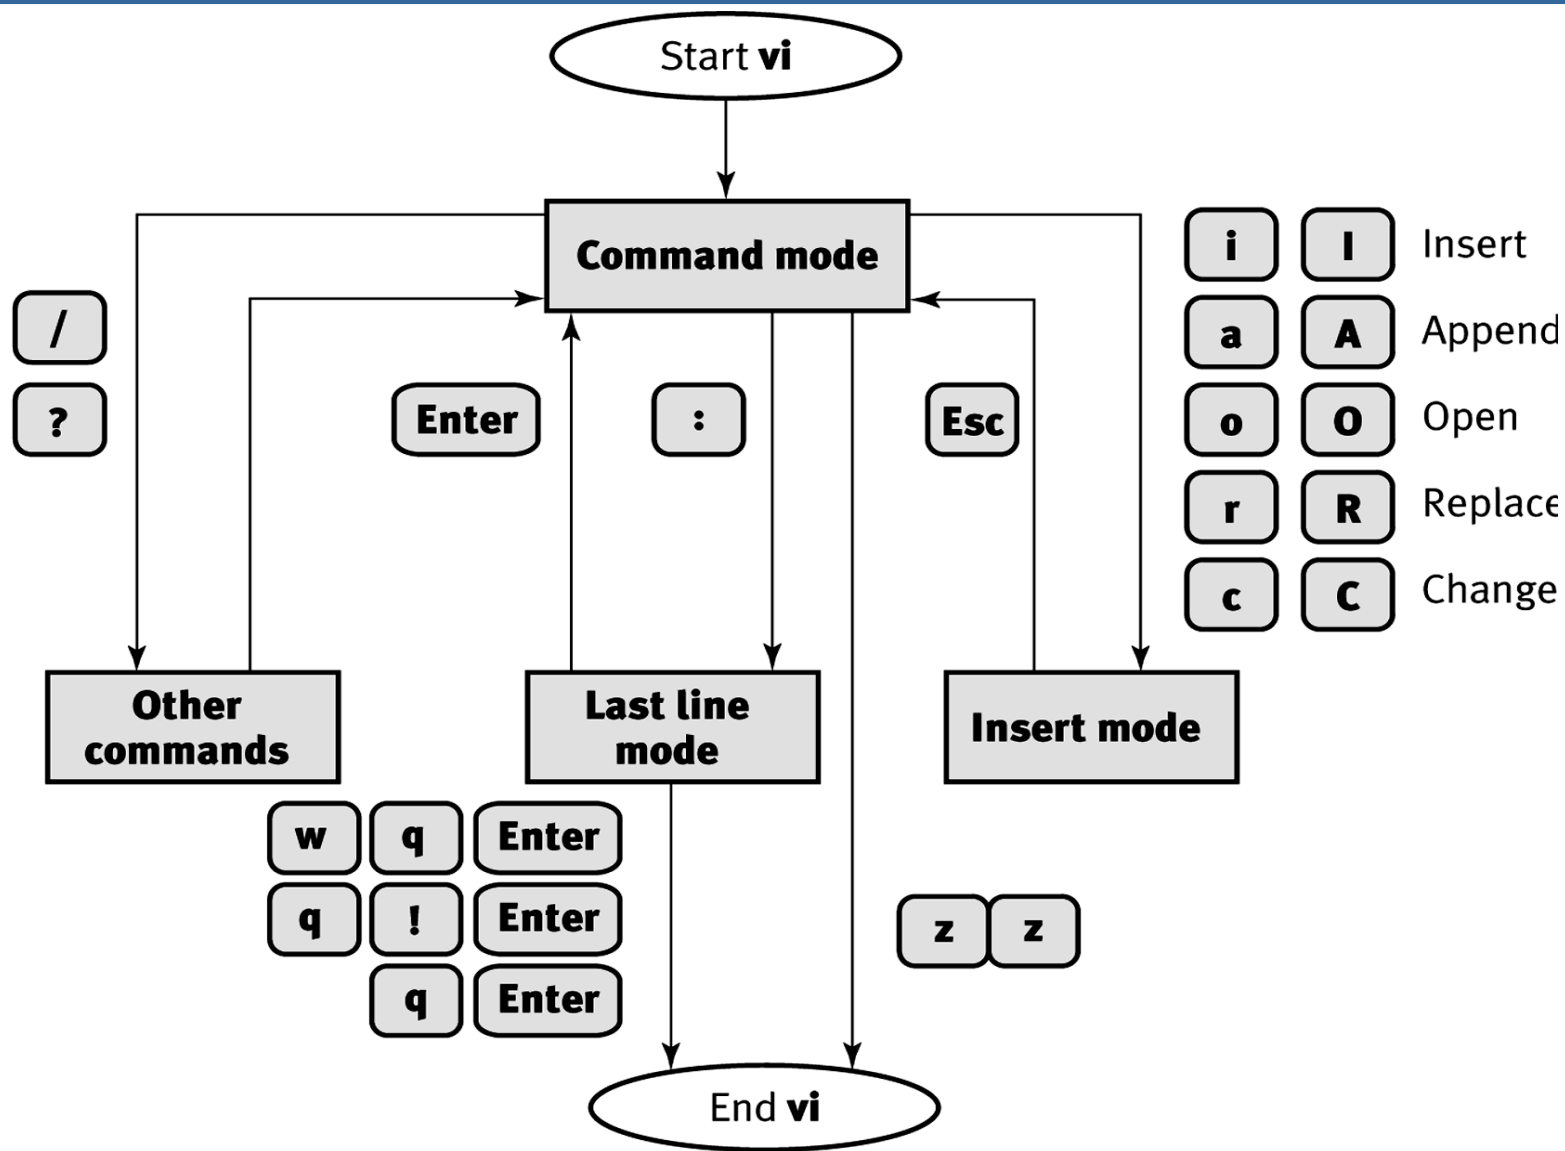 Start vi
Command mode
i I Insert
a A Append
o O Open
r R Replace
c C Change
/
?
Enter
:
Esc
Other
commands
Last line
mode
Insert mode
w q Enter
q ! Enter
q Enter
z z
End vi